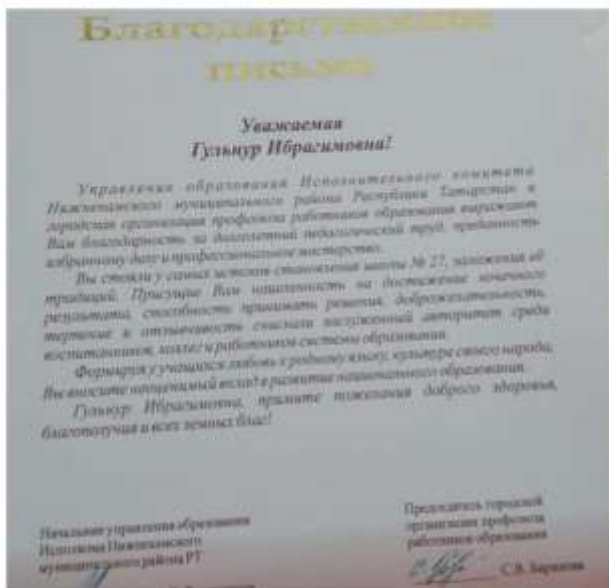 Благодарственное
письмо
Уважаемая
Гульнур Ибрагимовна!
Управление образования Исполнительного комитета
Нижнекамского муниципального района Республики Татарстан и
городская организация профсоюза работников образования выражают
Вам благодарность за долголетний педагогический труд, преданность
избранному делу и профессиональное мастерство.
Вы стояли у самых истоков становления школы № 27, заложения её
традиций. Присущие Вам нацеленность на достижение конечного
результата, способность принимать решения, доброжелательность,
терпение и отзывчивость снискали заслуженный авторитет среди
воспитанников, коллег и работников системы образования.
Формируя у учащихся любовь к родному языку, культуре своего народа,
Вы вносите неоценимый вклад в развитие национального образования.
Гульнур Ибрагимовна, примите пожелания доброго здоровья,
благополучия и всех земных благ!
Начальник управления образования
Исполкома Нижнекамского
муниципального района РТ
Председатель городской
организации профсоюза
работников образования
С.В.